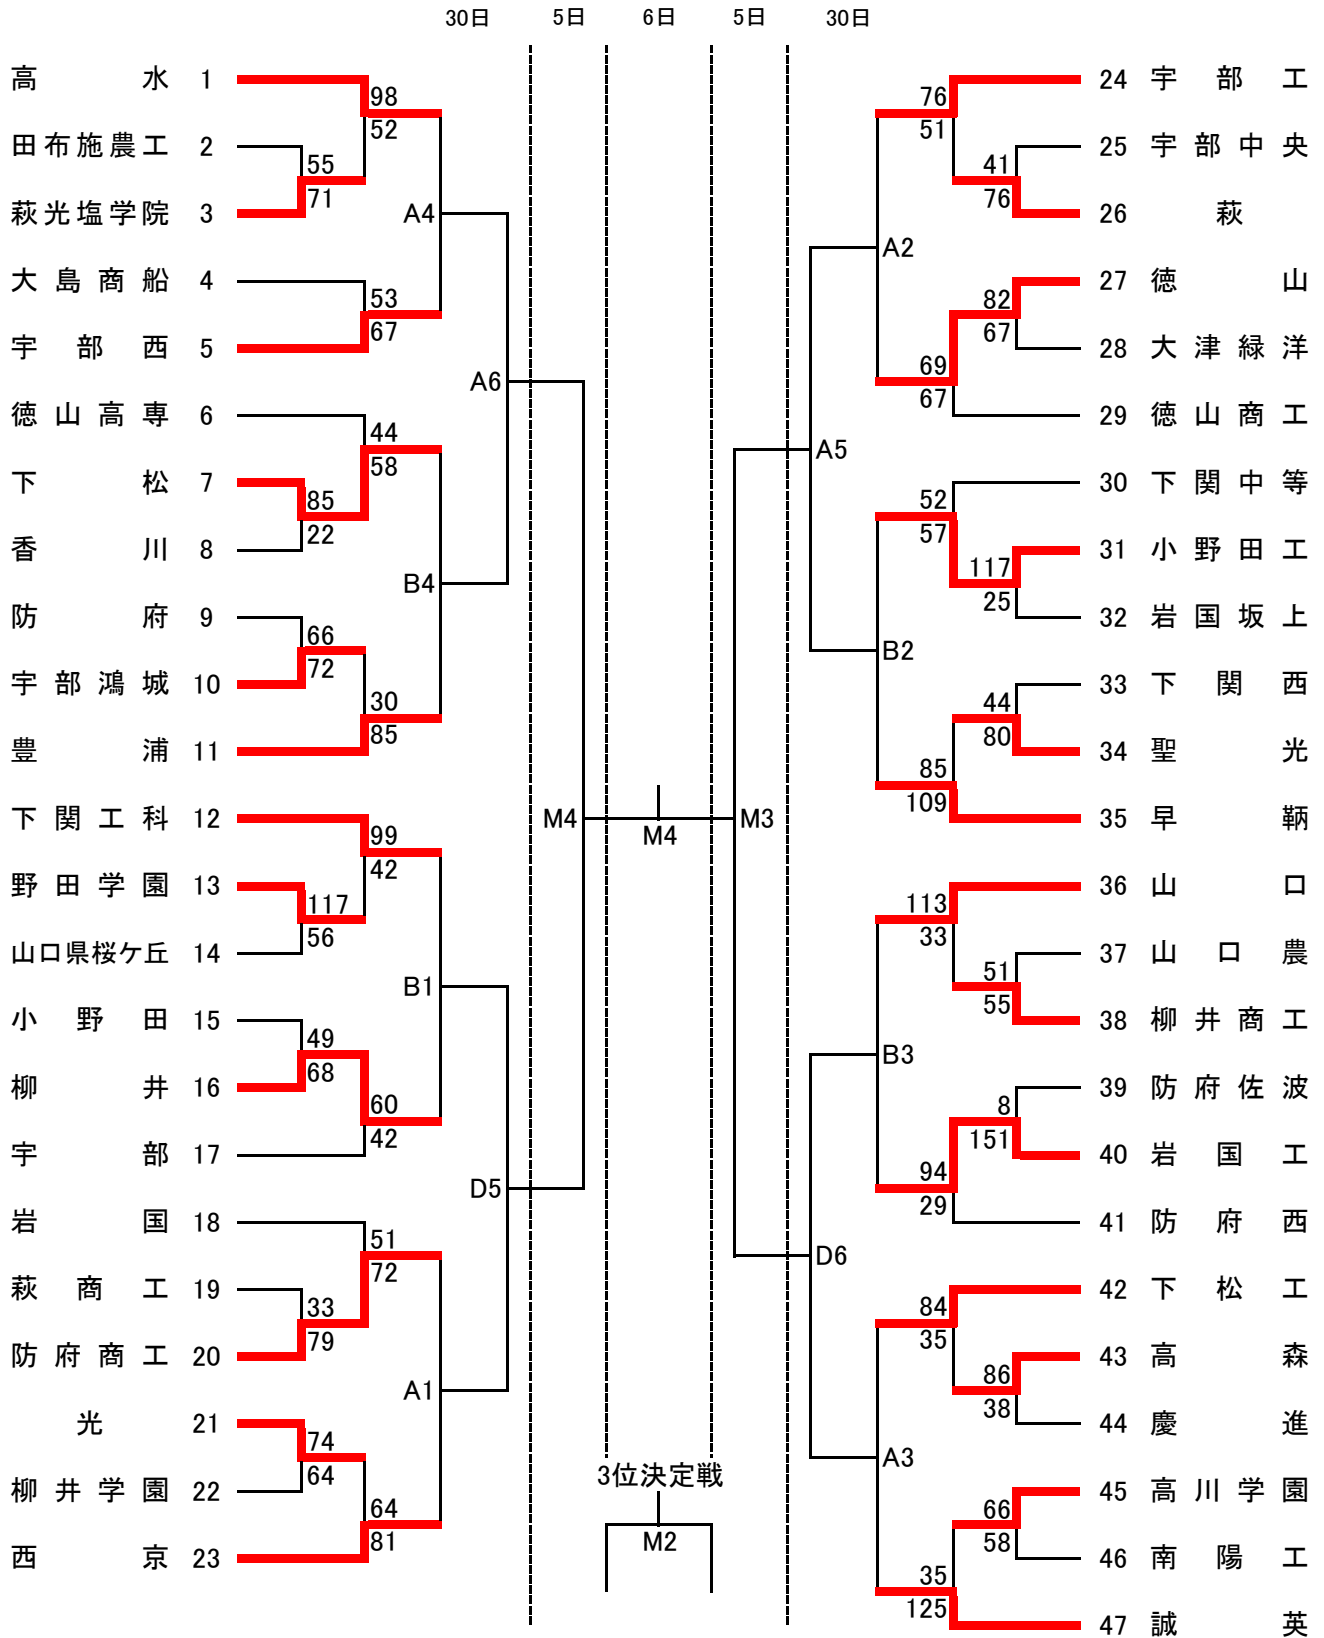 30日 5日 6日 5日 30日
高水 1
98
52
田布施農工 2
55
71
萩光塩学院 3
A4
大島商船 4
53
67
宇部西 5
A6
徳山高専 6
44
58
下松 7
85
22
香川 8
B4
防府 9
66
72
宇部鴻城 10
30
85
豊浦 11
M4
下関工科 12
99
42
野田学園 13
117
56
山口県桜ケ丘 14
B1
小野田 15
49
68
柳井 16
60
42
宇部 17
D5
岩国 18
51
72
萩商工 19
33
79
防府商工 20
A1
光 21
74
64
柳井学園 22
64
81
西京 23
M4
3位決定戦
M2
24 宇部工
76
51
25 宇部中央
41
76
26 萩
A2
27 徳山
82
67
28 大津緑洋
69
67
29 徳山商工
A5
30 下関中等
52
57
31 小野田工
117
25
32 岩国坂上
B2
33 下関西
44
80
34 聖光
85
109
35 早鞆
M3
36 山口
113
33
37 山口農
51
55
38 柳井商工
B3
39 防府佐波
8
151
40 岩国工
94
29
41 防府西
D6
42 下松工
84
35
43 高森
86
38
44 慶進
A3
45 高川学園
66
58
46 南陽工
35
125
47 誠英